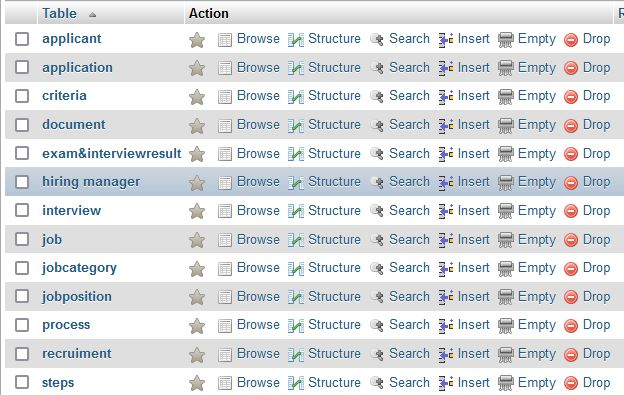 Table Action R
applicant Browse Structure Search Insert Empty Drop
application Browse Structure Search Insert Empty Drop
criteria Browse Structure Search Insert Empty Drop
document Browse Structure Search Insert Empty Drop
exam&interviewresult Browse Structure Search Insert Empty Drop
hiring manager Browse Structure Search Insert Empty Drop
interview Browse Structure Search Insert Empty Drop
job Browse Structure Search Insert Empty Drop
jobcategory Browse Structure Search Insert Empty Drop
jobposition Browse Structure Search Insert Empty Drop
process Browse Structure Search Insert Empty Drop
recruiment Browse Structure Search Insert Empty Drop
steps Browse Structure Search Insert Empty Drop